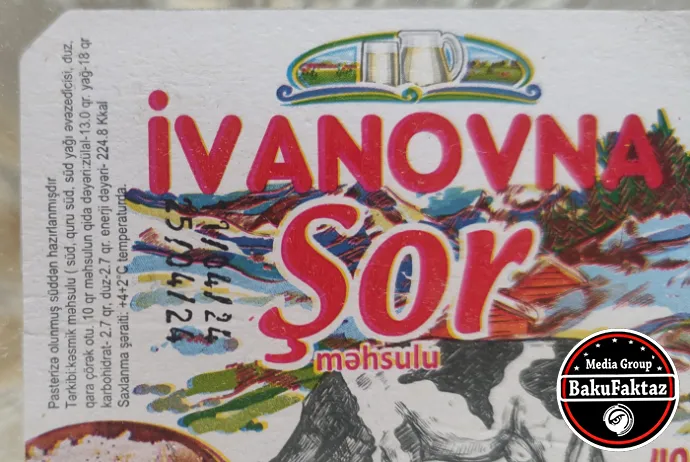 İVANOVNA
Şor
məhsulu
Pasterizə olunmuş süddən hazırlanmışdır
Tərkibi:kəsmik məhsulu ( süd, quru süd, süd yağı əvəzedicisi, duz,
qara çörək otu. 10 qr məhsulun qida dəyəri:zülal-13.0 qr. yağ-18 qr
karbohidrat- 2.7 qr, duz-2.7 qr. enerji dəyəri- 224.8 Kkal
Saxlanma şəraiti: +4+2°C temperaturda.
/04/24
25/04/24
Media Group
BakuFaktaz